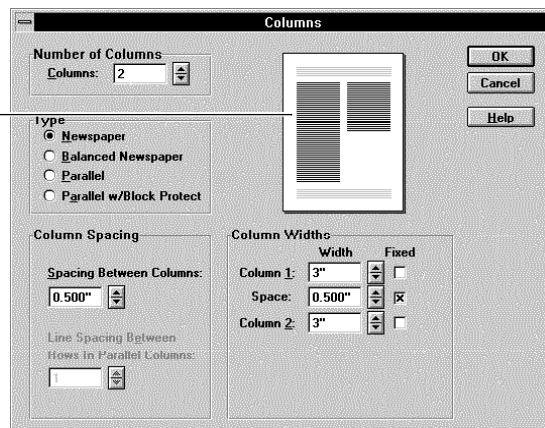 Columns
Number of Columns
Columns: 2
OK
Cancel
Help
Type
Newspaper
Balanced Newspaper
Parallel
Parallel w/Block Protect
Column Spacing
Spacing Between Columns:
0.500"
Line Spacing Between
Rows In Parallel Columns:
1
Column Widths
Width Fixed
Column 1: 3"
Space: 0.500"
Column 2: 3"